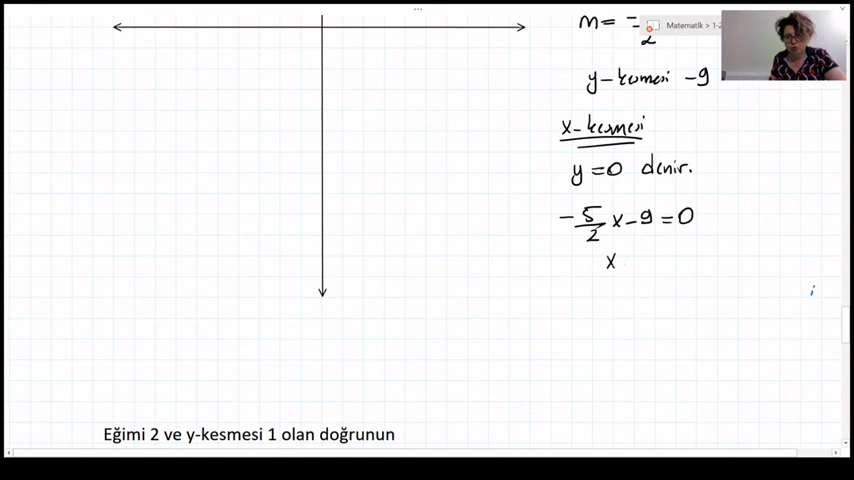 m = -
2
Matematik > 1-2
y-kesmesi -9
x-kesmesi
y = 0 denir.
-5/2 x - 9 = 0
x
i
Eğimi 2 ve y-kesmesi 1 olan doğrunun